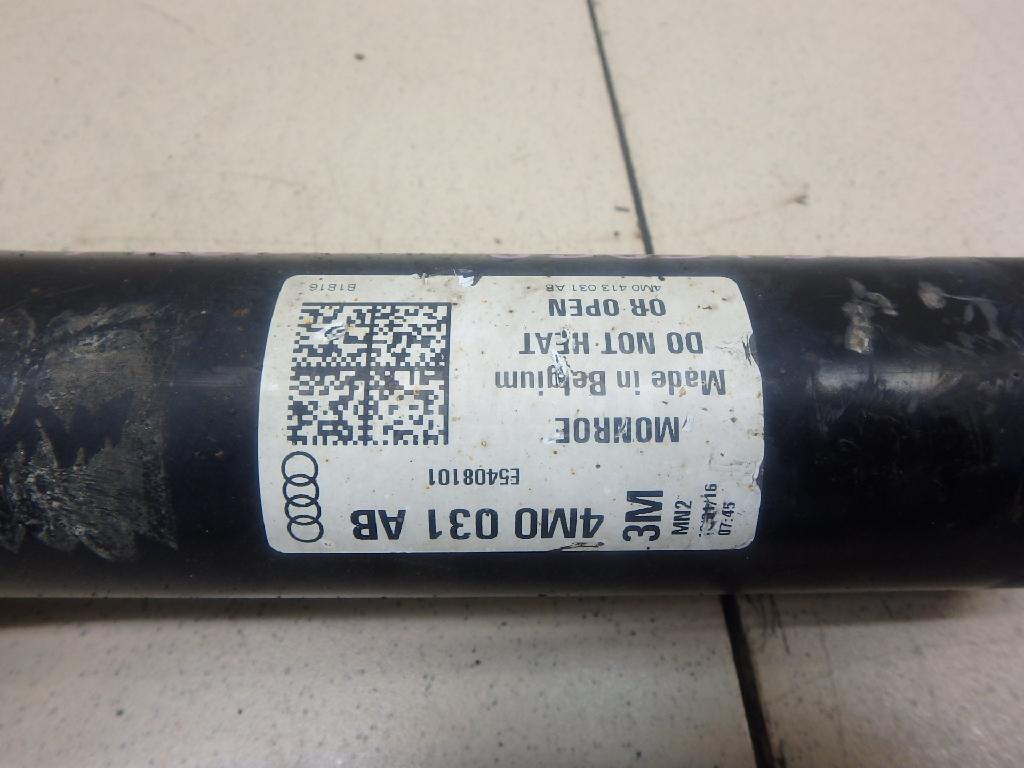 4M0 031 AB
3M
MN2
07:45
E5408101
MONROE
Made in Belgium
DO NOT HEAT
OR OPEN
4M0 413 031 AB